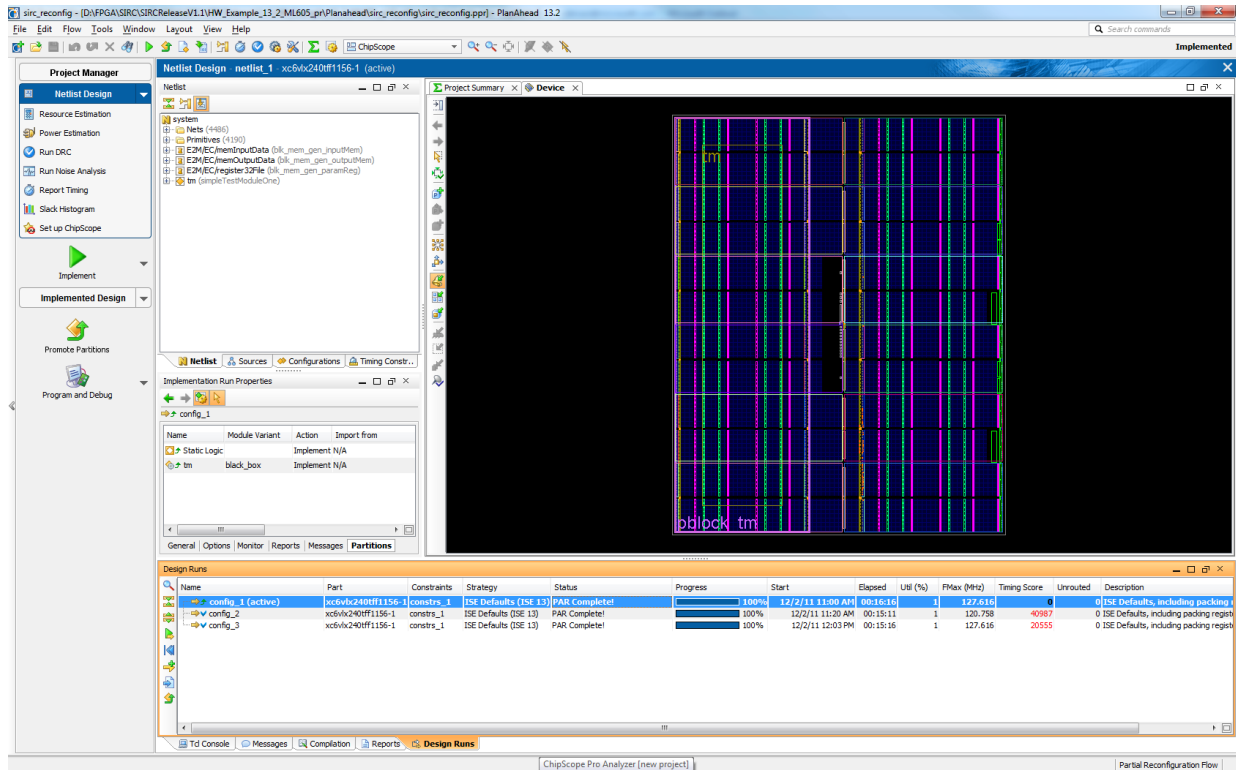 sirc_reconfig - [D:\FPGA\SIRC\SIRCReleaseV1.1\HW_Example_13_2_ML605_pr\Planahead\sirc_reconfig\sirc_reconfig.ppr] - PlanAhead 13.2
File Edit Flow Tools Window Layout View Help
Search commands
ChipScope
Implemented
Project Manager
Netlist Design
Resource Estimation
Power Estimation
Run DRC
Run Noise Analysis
Report Timing
Slack Histogram
Set up ChipScope
Implement
Implemented Design
Promote Partitions
Program and Debug
Netlist Design - netlist_1 - xc6vlx240tff1156-1 (active)
Netlist
system
Nets (4486)
Primitives (4190)
E2M/EC/memInputData (blk_mem_gen_inputMem)
E2M/EC/memOutputData (blk_mem_gen_outputMem)
E2M/EC/register32File (blk_mem_gen_paramReg)
tm (simpleTestModuleOne)
Netlist Sources Configurations Timing Constr..
Implementation Run Properties
config_1
Name Module Variant Action Import from
Static Logic Implement N/A
tm black_box Implement N/A
General Options Monitor Reports Messages Partitions
Project Summary Device
tm
pblock_tm
Design Runs
Name Part Constraints Strategy Status Progress Start Elapsed Util (%) FMax (MHz) Timing Score Unrouted Description
config_1 (active) xc6vlx240tff1156-1 constrs_1 ISE Defaults (ISE 13) PAR Complete! 100% 12/2/11 11:00 AM 00:16:16 1 127.616 0 0 ISE Defaults, including packing r
config_2 xc6vlx240tff1156-1 constrs_1 ISE Defaults (ISE 13) PAR Complete! 100% 12/2/11 11:20 AM 00:15:11 1 120.758 40987 0 ISE Defaults, including packing regist
config_3 xc6vlx240tff1156-1 constrs_1 ISE Defaults (ISE 13) PAR Complete! 100% 12/2/11 12:03 PM 00:15:16 1 127.616 20555 0 ISE Defaults, including packing regist
Tcl Console Messages Compilation Reports Design Runs
ChipScope Pro Analyzer [new project]
Partial Reconfiguration Flow